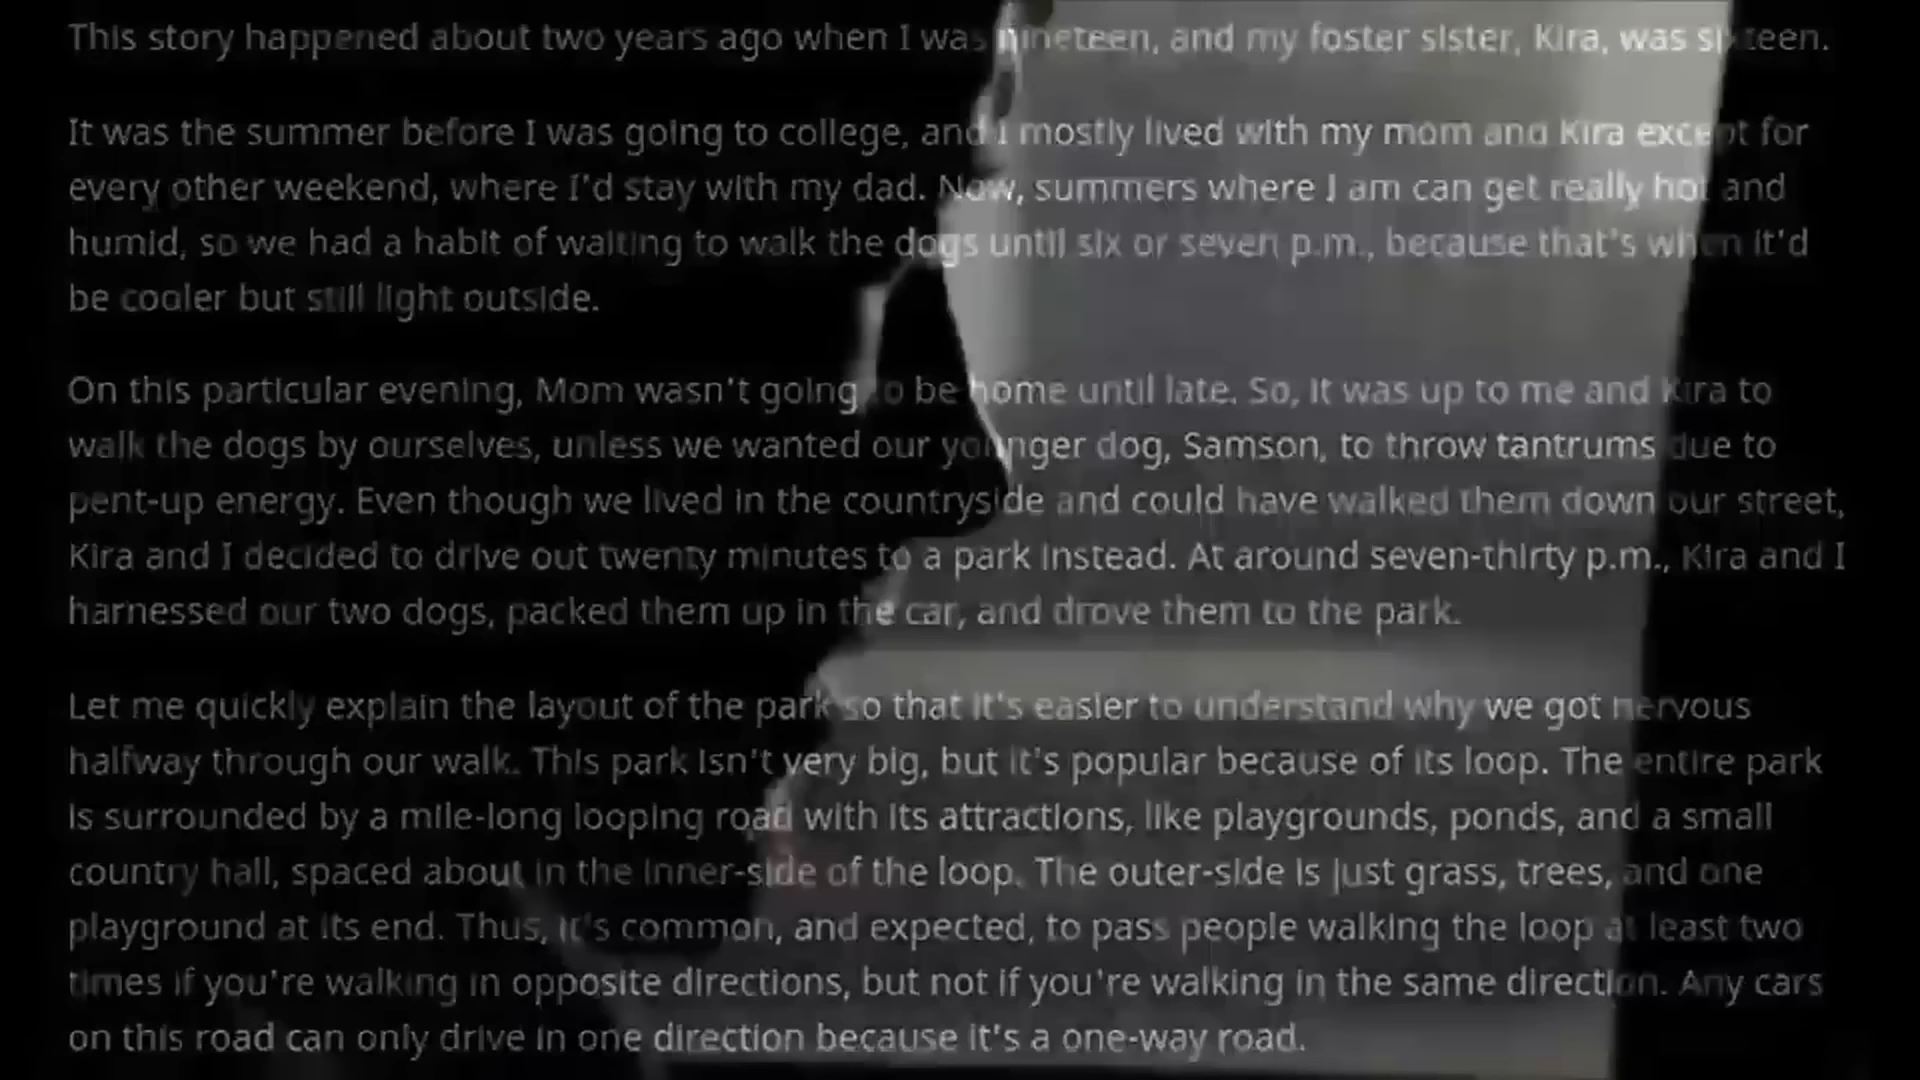 This story happened about two years ago when I was nineteen, and my foster sister, Kira, was sixteen.
It was the summer before I was going to college, and I mostly lived with my mom and Kira except for
every other weekend, where I'd stay with my dad. Now, summers where I am can get really hot and
humid, so we had a habit of waiting to walk the dogs until six or seven p.m., because that's when it'd
be cooler but still light outside.
On this particular evening, Mom wasn't going to be home until late. So, it was up to me and Kira to
walk the dogs by ourselves, unless we wanted our younger dog, Samson, to throw tantrums due to
pent-up energy. Even though we lived in the countryside and could have walked them down our street,
Kira and I decided to drive out twenty minutes to a park instead. At around seven-thirty p.m., Kira and I
harnessed our two dogs, packed them up in the car, and drove them to the park.
Let me quickly explain the layout of the park so that it's easier to understand why we got nervous
halfway through our walk. This park isn't very big, but it's popular because of its loop. The entire park
is surrounded by a mile-long looping road with its attractions, like playgrounds, ponds, and a small
country hall, spaced about in the inner-side of the loop. The outer-side is just grass, trees, and one
playground at its end. Thus, it's common, and expected, to pass people walking the loop at least two
times if you're walking in opposite directions, but not if you're walking in the same direction. Any cars
on this road can only drive in one direction because it's a one-way road.